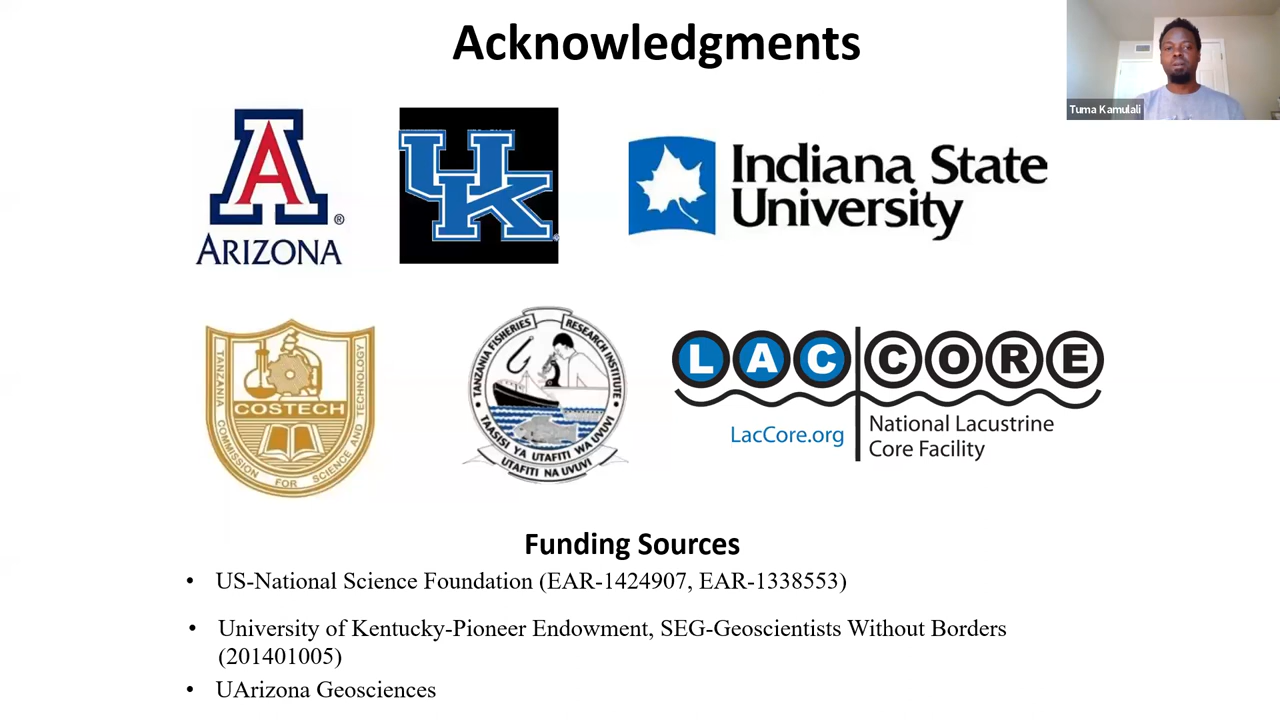 Acknowledgments
Tuma Kamulali
A
®
ARIZONA
UK
Indiana State
University
TANZANIA COMMISSION FOR SCIENCE AND TECHNOLOGY
COSTECH
TANZANIA FISHERIES RESEARCH INSTITUTE
TAASISI YA UTAFITI WA UVUVI
UTAFITI NA UVUVI
LAC CORE
LacCore.org
National Lacustrine
Core Facility
Funding Sources
• US-National Science Foundation (EAR-1424907, EAR-1338553)
• University of Kentucky-Pioneer Endowment, SEG-Geoscientists Without Borders
(201401005)
• UArizona Geosciences